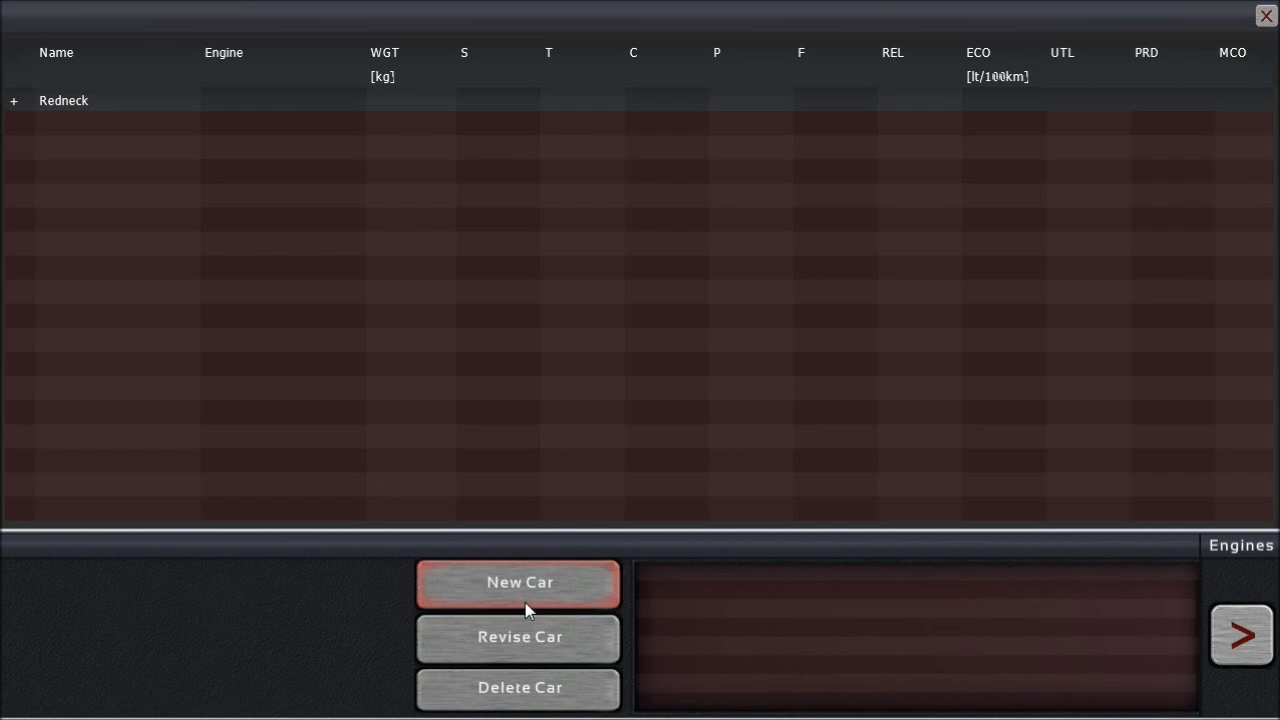 Name Engine WGT S T C P F REL ECO UTL PRD MCO
[kg] [lt/100km]
+ Redneck
Engines
New Car
Revise Car
>
Delete Car